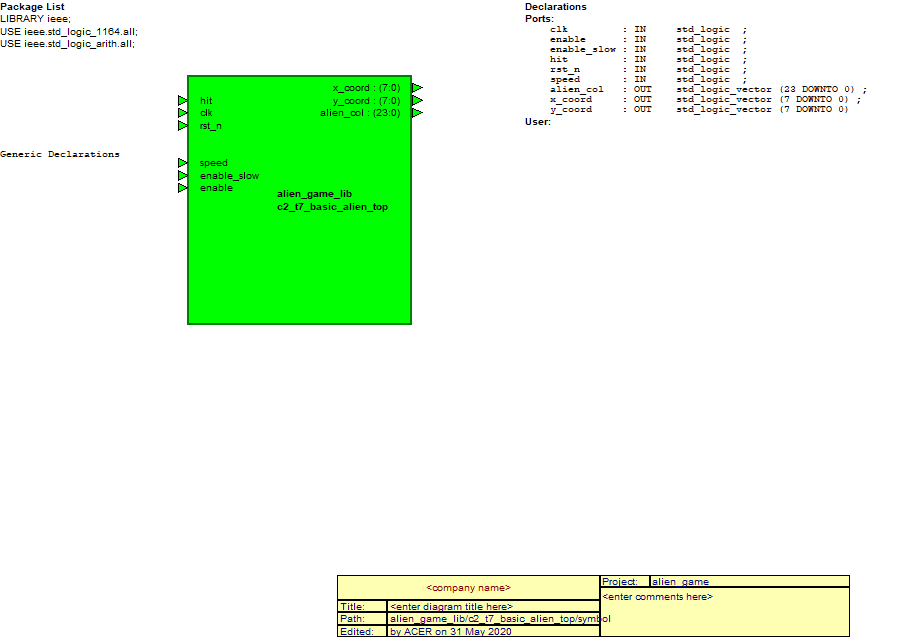 Package List
LIBRARY ieee;
USE ieee.std_logic_1164.all;
USE ieee.std_logic_arith.all;
Declarations
Ports:
clk : IN std_logic ;
enable : IN std_logic ;
enable_slow : IN std_logic ;
hit : IN std_logic ;
rst_n : IN std_logic ;
speed : IN std_logic ;
alien_col : OUT std_logic_vector (23 DOWNTO 0) ;
x_coord : OUT std_logic_vector (7 DOWNTO 0) ;
y_coord : OUT std_logic_vector (7 DOWNTO 0)
User:
x_coord : (7:0)
hit y_coord : (7:0)
clk alien_col : (23:0)
rst_n
Generic Declarations
speed
enable_slow
enable
alien_game_lib
c2_t7_basic_alien_top
<company name>
Title: <enter diagram title here>
Path: alien_game_lib/c2_t7_basic_alien_top/symbol
Edited: by ACER on 31 May 2020
Project: alien_game
<enter comments here>